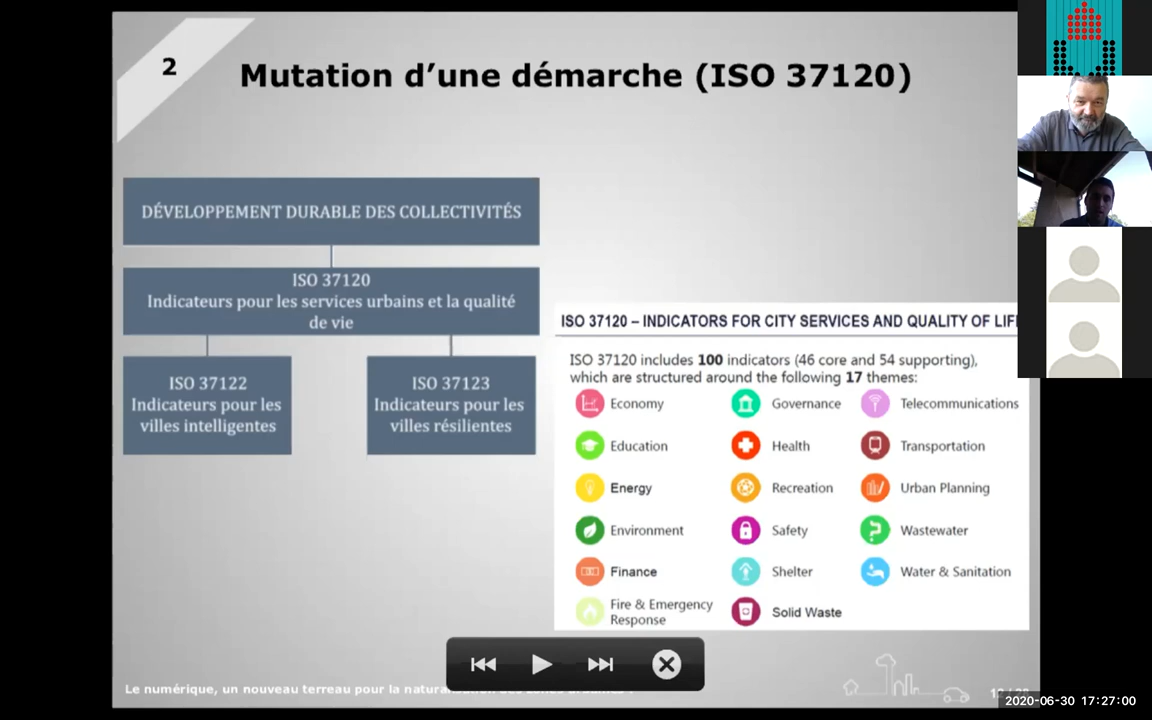 2
Mutation d’une démarche (ISO 37120)
DÉVELOPPEMENT DURABLE DES COLLECTIVITÉS
ISO 37120
Indicateurs pour les services urbains et la qualité
de vie
ISO 37122
Indicateurs pour les
villes intelligentes
ISO 37123
Indicateurs pour les
villes résilientes
ISO 37120 – INDICATORS FOR CITY SERVICES AND QUALITY OF LIF
ISO 37120 includes 100 indicators (46 core and 54 supporting),
which are structured around the following 17 themes:
Economy
Governance
Telecommunications
Education
Health
Transportation
Energy
Recreation
Urban Planning
Environment
Safety
Wastewater
Finance
Shelter
Water & Sanitation
Fire & Emergency
Response
Solid Waste
Le numérique, un nouveau terreau pour la
2020-06-30 17:27:00